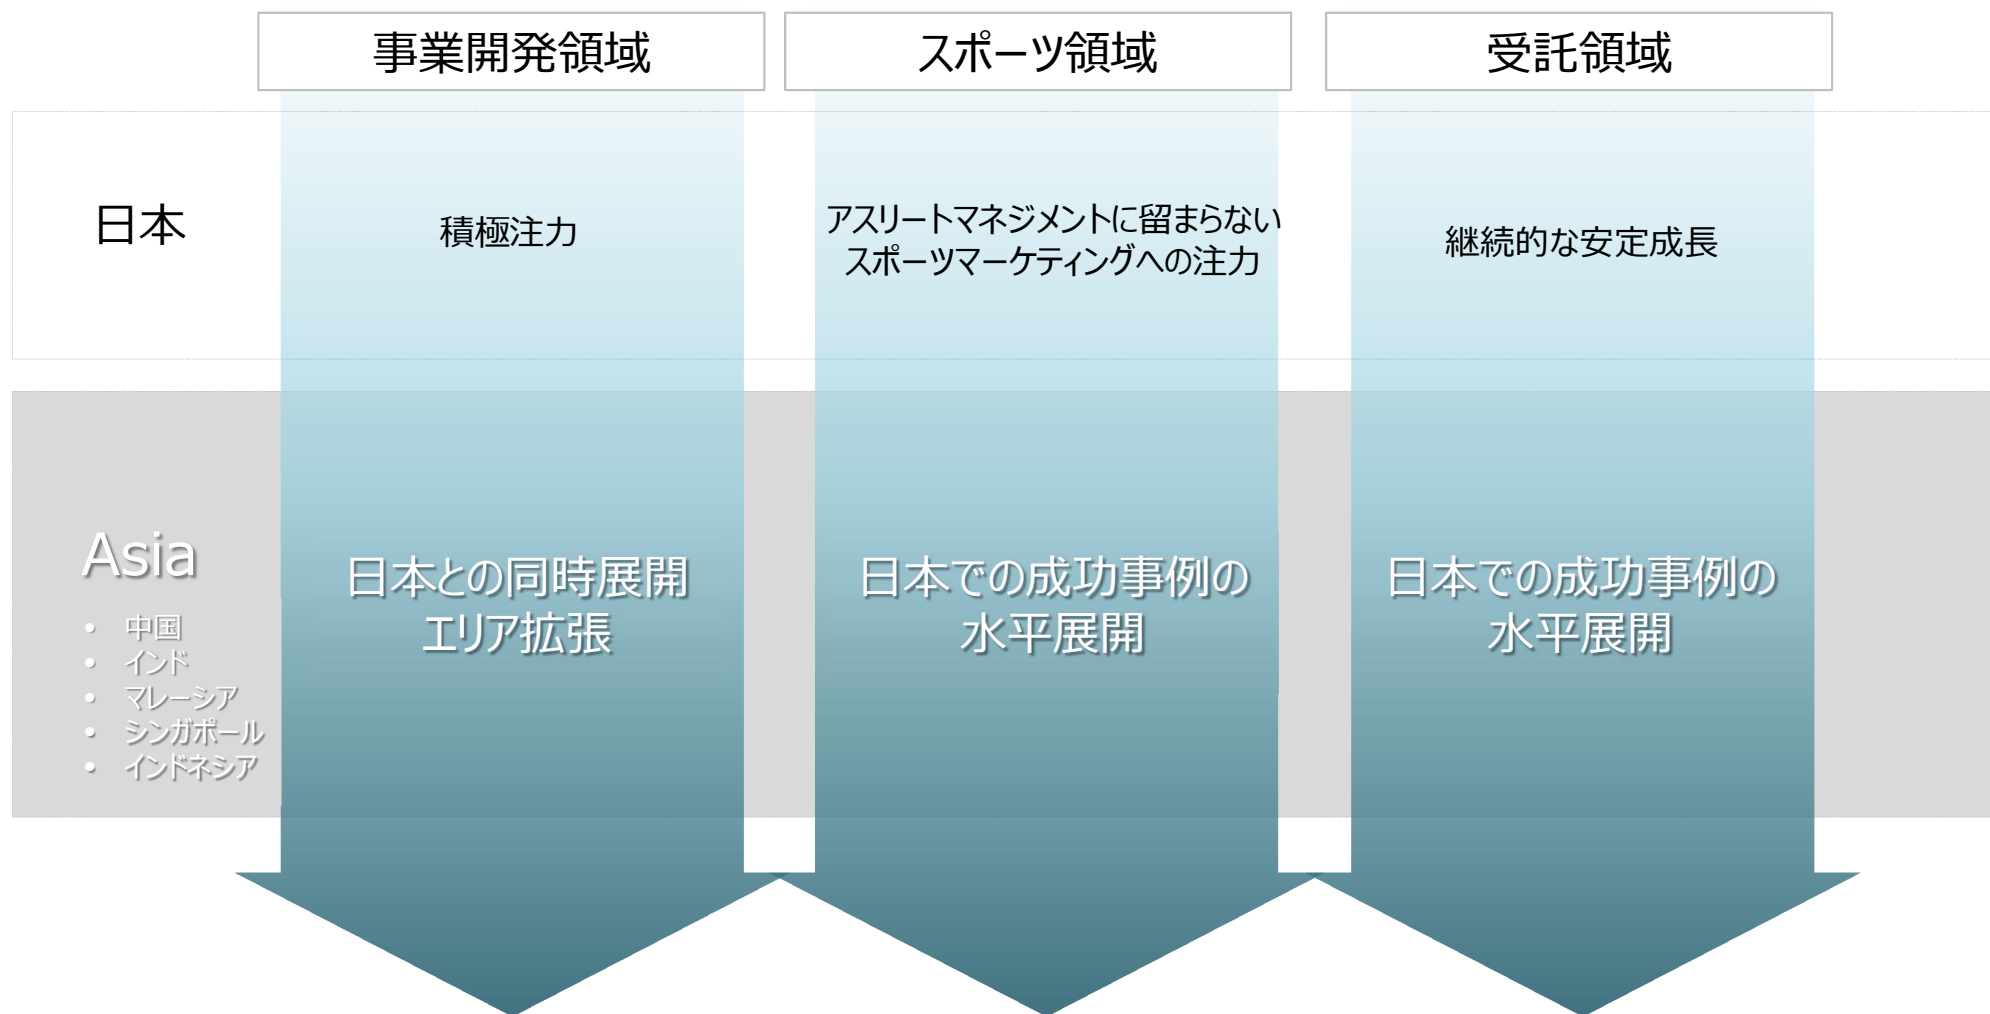 事業開発領域
スポーツ領域
受託領域
日本
積極注力
アスリートマネジメントに留まらない
スポーツマーケティングへの注力
継続的な安定成長
Asia
• 中国
• インド
• マレーシア
• シンガポール
• インドネシア
日本との同時展開
エリア拡張
日本での成功事例の
水平展開
日本での成功事例の
水平展開